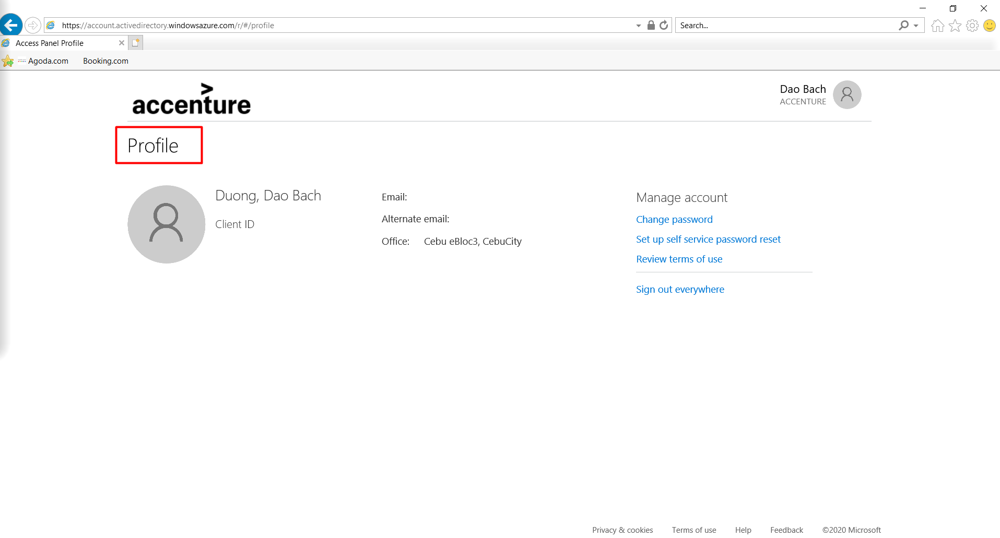 https://account.activedirectory.windowsazure.com/r/#/profile
Search...
Access Panel Profile
Agoda.com
Booking.com
accenture
Dao Bach
ACCENTURE
Profile
Duong, Dao Bach
Client ID
Email:
Alternate email:
Office: Cebu eBloc3, CebuCity
Manage account
Change password
Set up self service password reset
Review terms of use
Sign out everywhere
Privacy & cookies
Terms of use
Help
Feedback
©2020 Microsoft